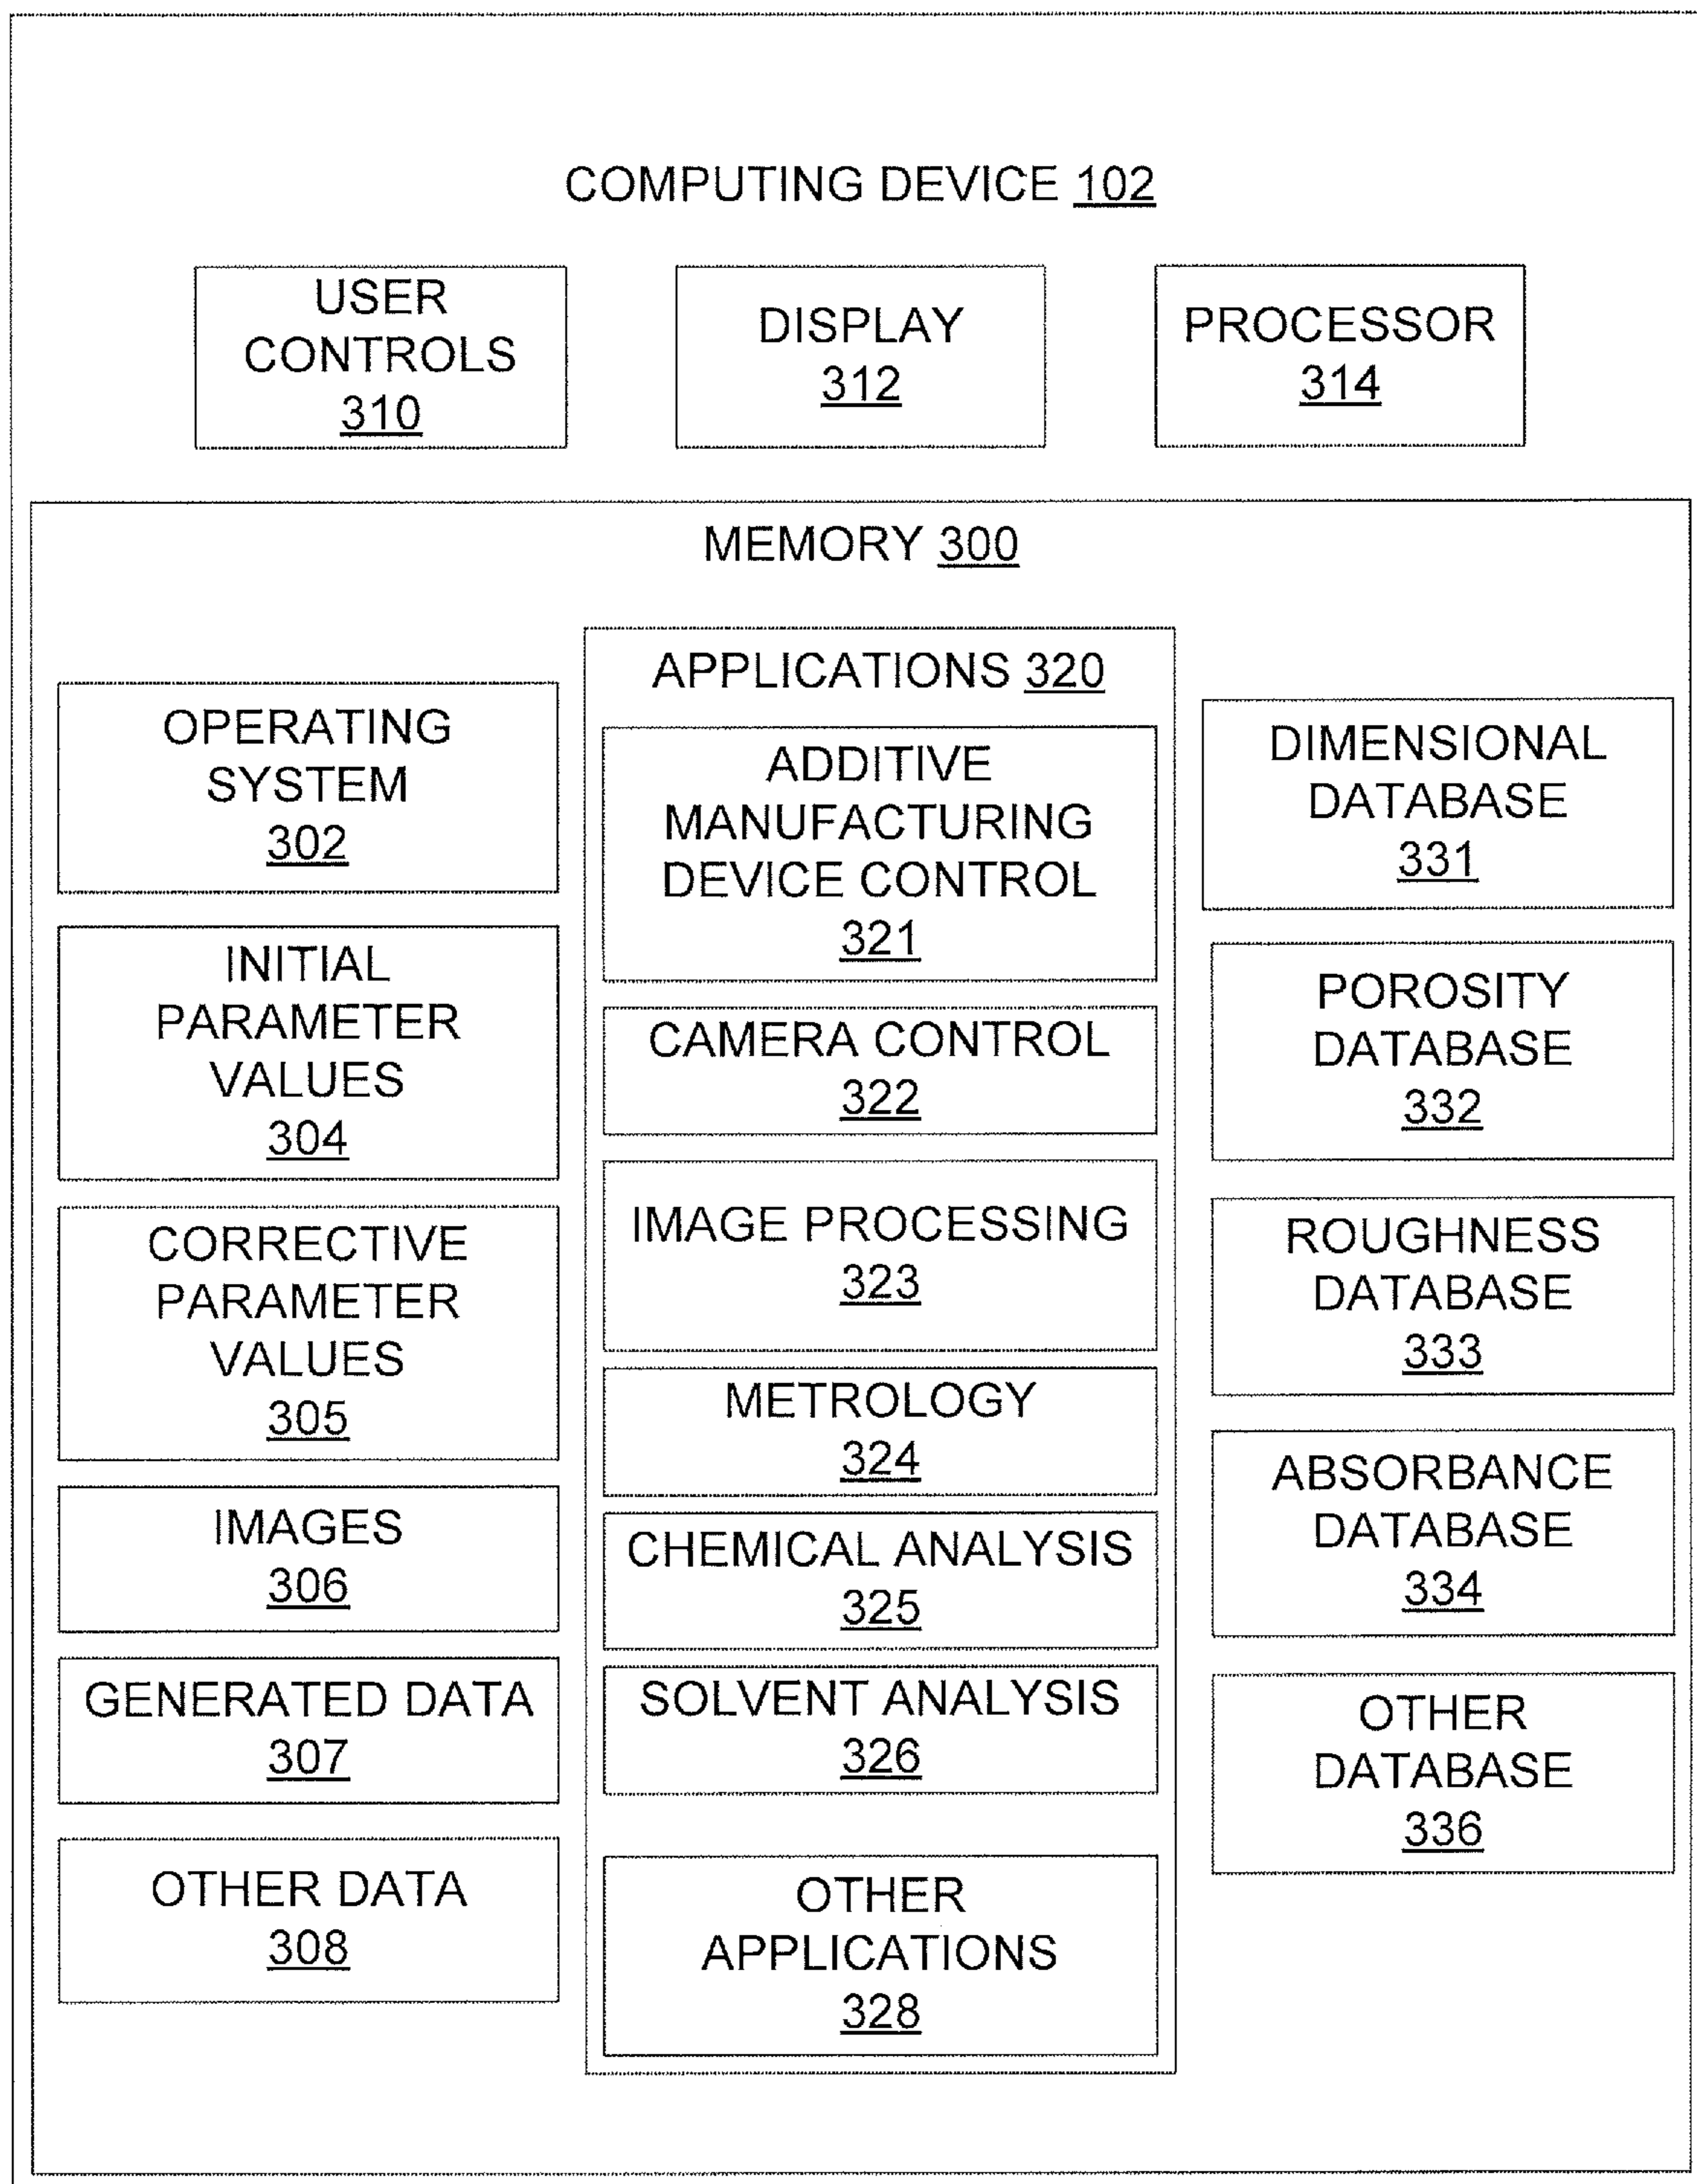 COMPUTING DEVICE 102
USER
CONTROLS
310
DISPLAY
312
PROCESSOR
314
MEMORY 300
OPERATING
SYSTEM
302
INITIAL
PARAMETER
VALUES
304
CORRECTIVE
PARAMETER
VALUES
305
IMAGES
306
GENERATED DATA
307
OTHER DATA
308
APPLICATIONS 320
ADDITIVE
MANUFACTURING
DEVICE CONTROL
321
CAMERA CONTROL
322
IMAGE PROCESSING
323
METROLOGY
324
CHEMICAL ANALYSIS
325
SOLVENT ANALYSIS
326
OTHER
APPLICATIONS
328
DIMENSIONAL
DATABASE
331
POROSITY
DATABASE
332
ROUGHNESS
DATABASE
333
ABSORBANCE
DATABASE
334
OTHER
DATABASE
336